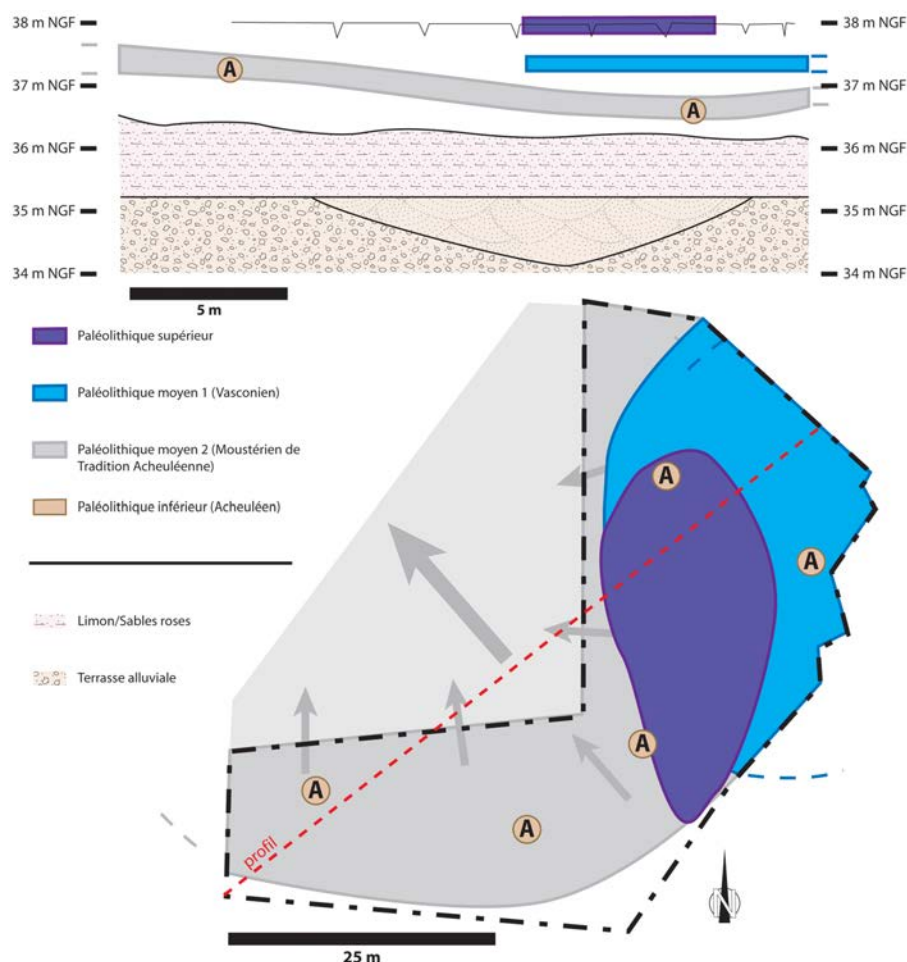 38 m NGF
38 m NGF
A
37 m NGF
37 m NGF
A
36 m NGF
36 m NGF
35 m NGF
35 m NGF
34 m NGF
34 m NGF
5 m
Paléolithique supérieur
Paléolithique moyen 1 (Vasconien)
Paléolithique moyen 2 (Moustérien de
Tradition Acheuléenne)
Paléolithique inférieur (Acheuléen)
Limon/Sables roses
Terrasse alluviale
A
A
A
A
A
profil
N
25 m